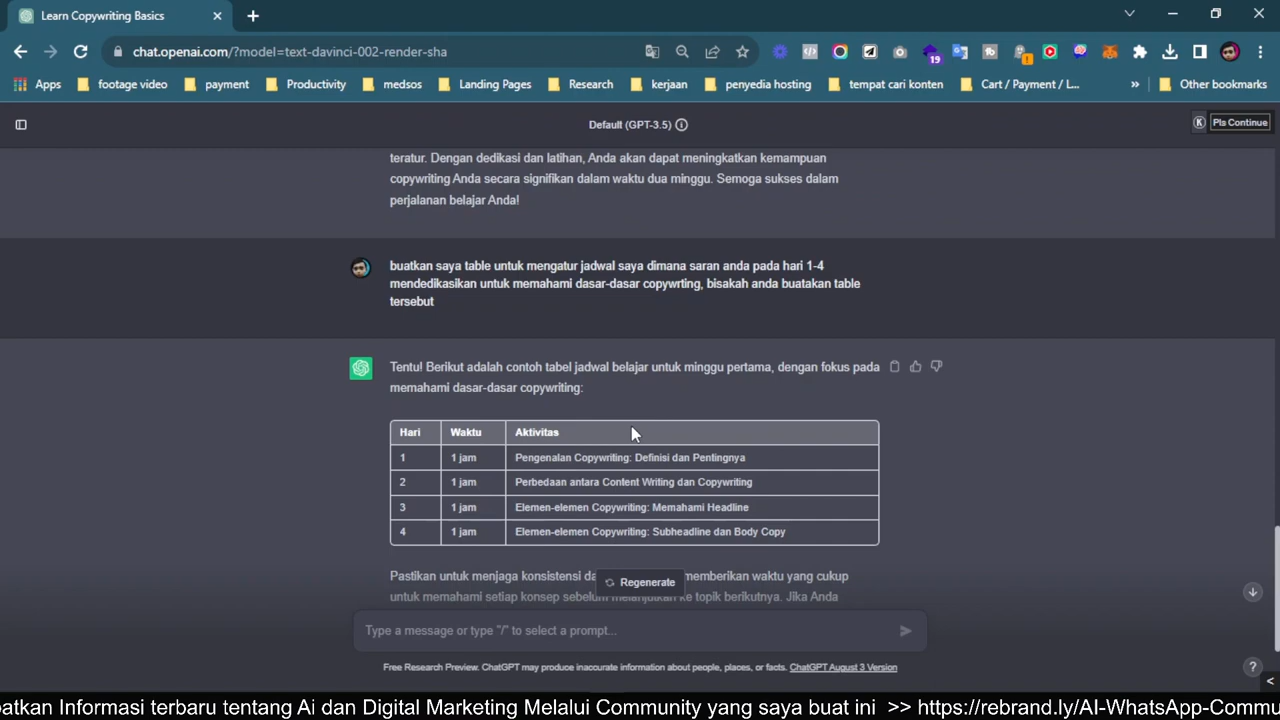 Learn Copywriting Basics
chat.openai.com/?model=text-davinci-002-render-sha
19
Apps
footage video
payment
Productivity
medsos
Landing Pages
Research
kerjaan
penyedia hosting
tempat cari konten
Cart / Payment / L...
»
Other bookmarks
Default (GPT-3.5)
K
Pls Continue
teratur. Dengan dedikasi dan latihan, Anda akan dapat meningkatkan kemampuan
copywriting Anda secara signifikan dalam waktu dua minggu. Semoga sukses dalam
perjalanan belajar Anda!
buatkan saya table untuk mengatur jadwal saya dimana saran anda pada hari 1-4
mendedikasikan untuk memahami dasar-dasar copywrting, bisakah anda buatakan table
tersebut
Tentu! Berikut adalah contoh tabel jadwal belajar untuk minggu pertama, dengan fokus pada
memahami dasar-dasar copywriting:
Hari Waktu Aktivitas
1 1 jam Pengenalan Copywriting: Definisi dan Pentingnya
2 1 jam Perbedaan antara Content Writing dan Copywriting
3 1 jam Elemen-elemen Copywriting: Memahami Headline
4 1 jam Elemen-elemen Copywriting: Subheadline dan Body Copy
Pastikan untuk menjaga konsistensi memberikan waktu yang cukup
Regenerate
untuk memahami setiap konsep sebelum melanjutkan ke topik berikutnya. Jika Anda
Type a message or type "/" to select a prompt...
Free Research Preview. ChatGPT may produce inaccurate information about people, places, or facts. ChatGPT August 3 Version
?
<
atkan Informasi terbaru tentang Ai dan Digital Marketing Melalui Community yang saya buat ini >> https://rebrand.ly/AI-WhatsApp-Commu